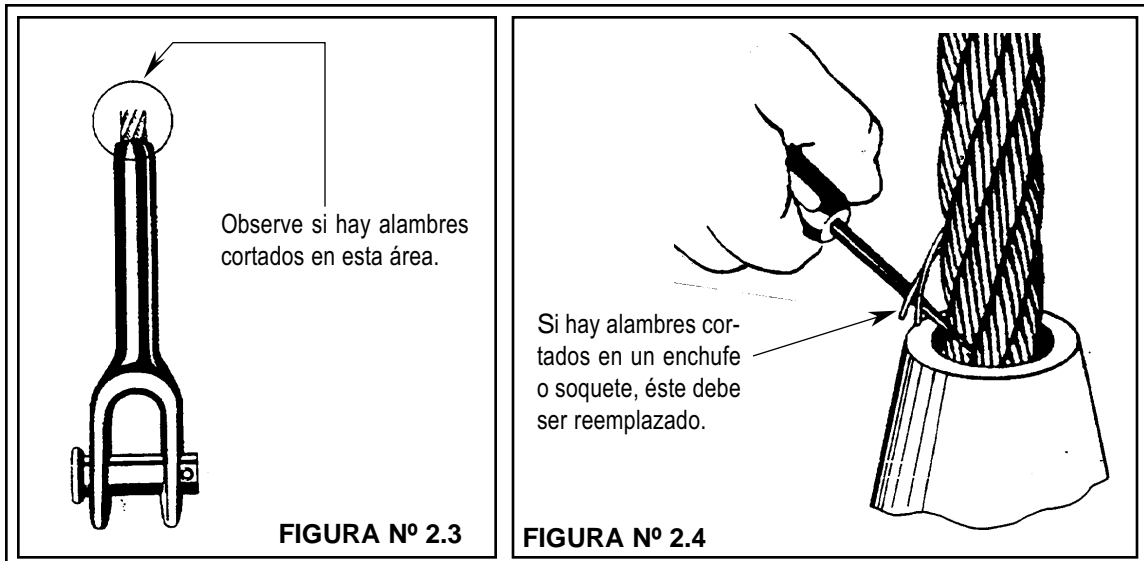 Observe si hay alambres
cortados en esta área.
FIGURA Nº 2.3
Si hay alambres cor-
tados en un enchufe
o soquete, éste debe
ser reemplazado.
FIGURA Nº 2.4